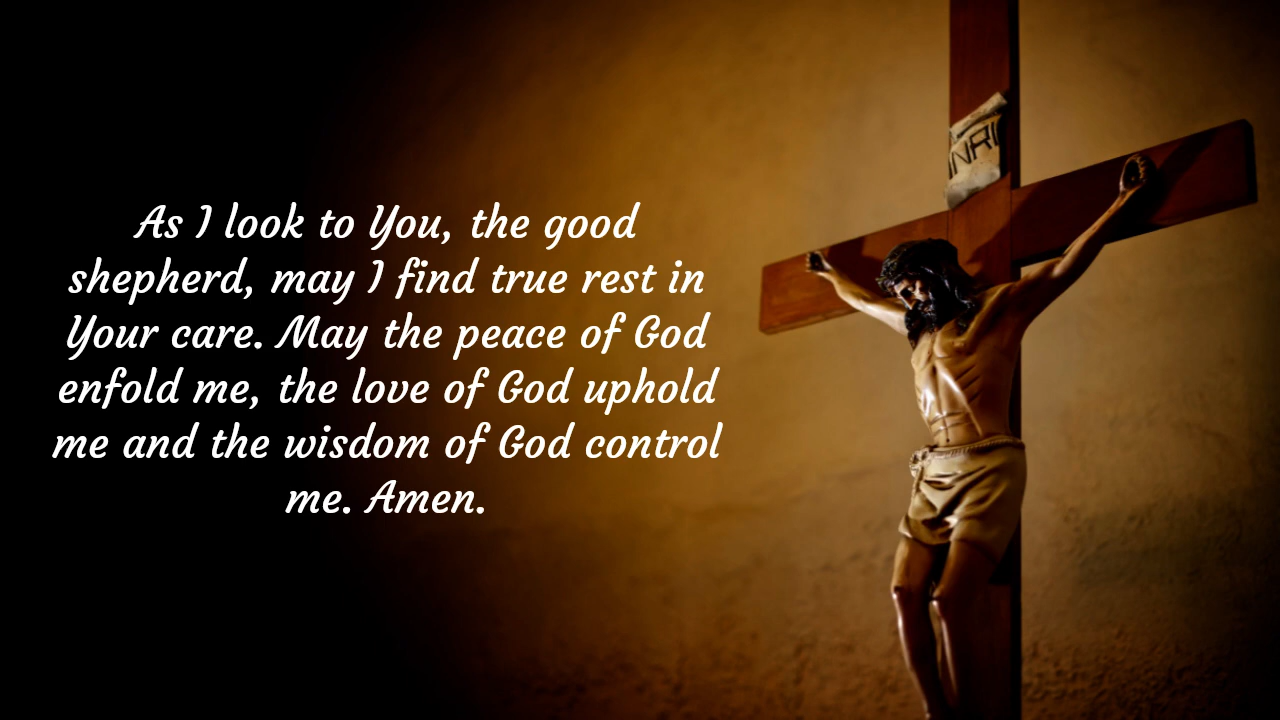 As I look to You, the good
shepherd, may I find true rest in
Your care. May the peace of God
enfold me, the love of God uphold
me and the wisdom of God control
me. Amen.
INRI